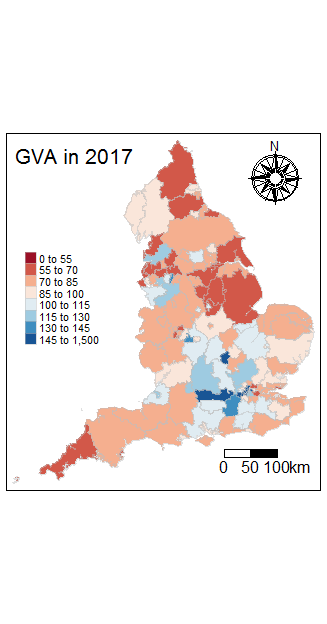 GVA in 2017
N
0 to 55
55 to 70
70 to 85
85 to 100
100 to 115
115 to 130
130 to 145
145 to 1,500
0 50 100km